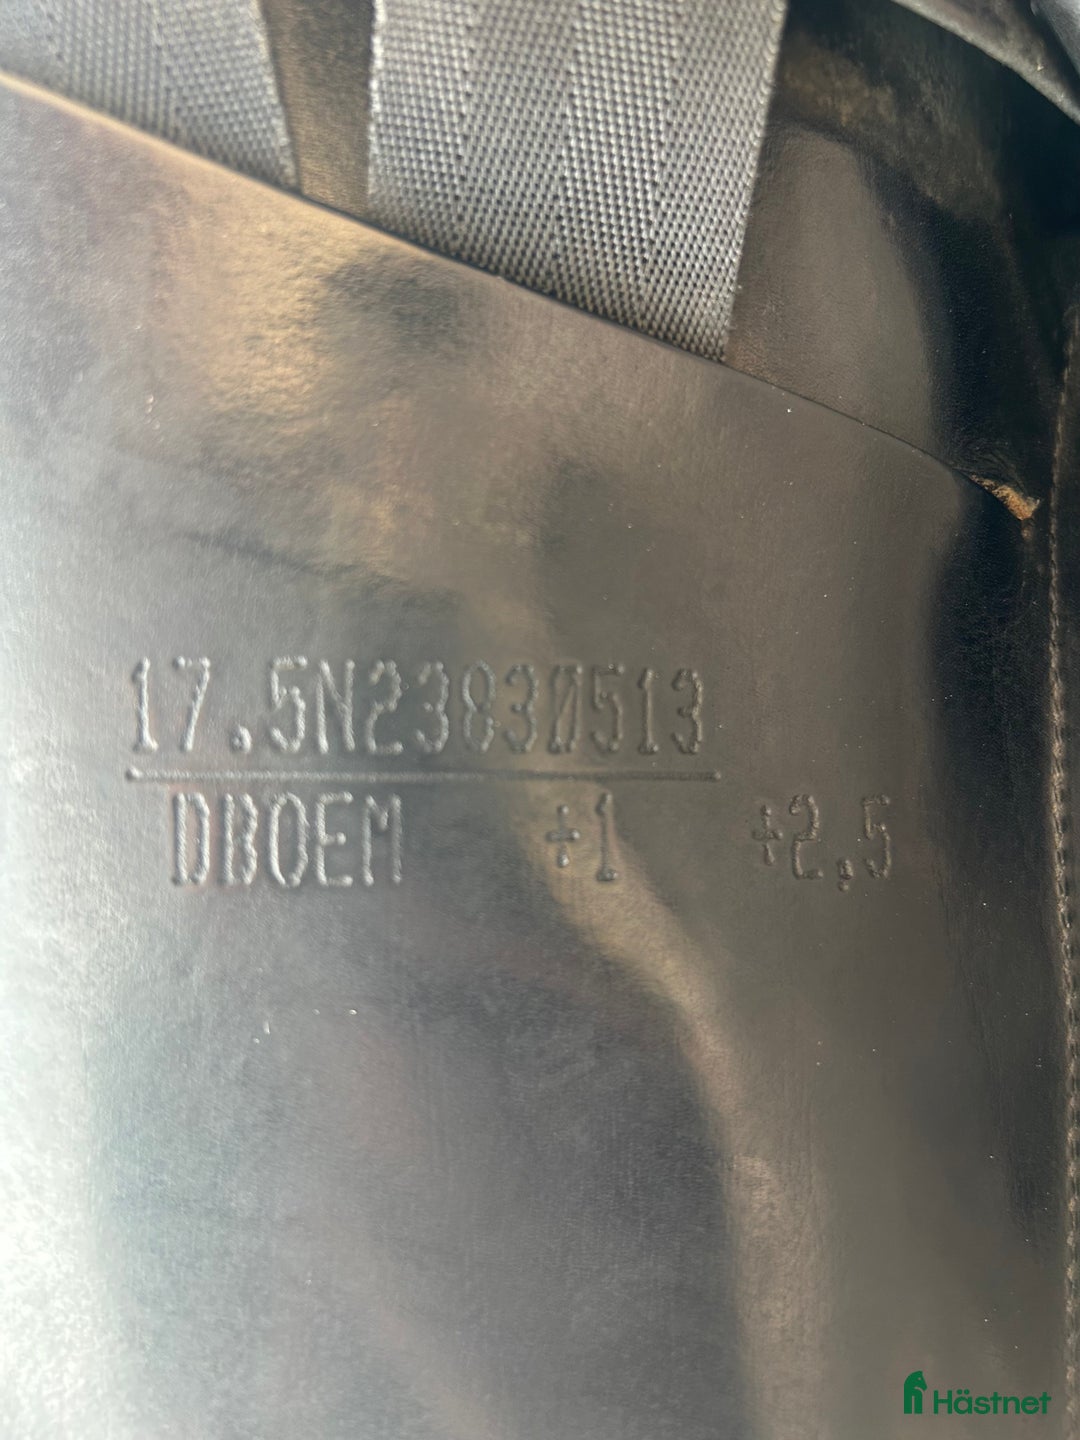 17.5N23830513
DBOEM +1 +2,5
Hästnet